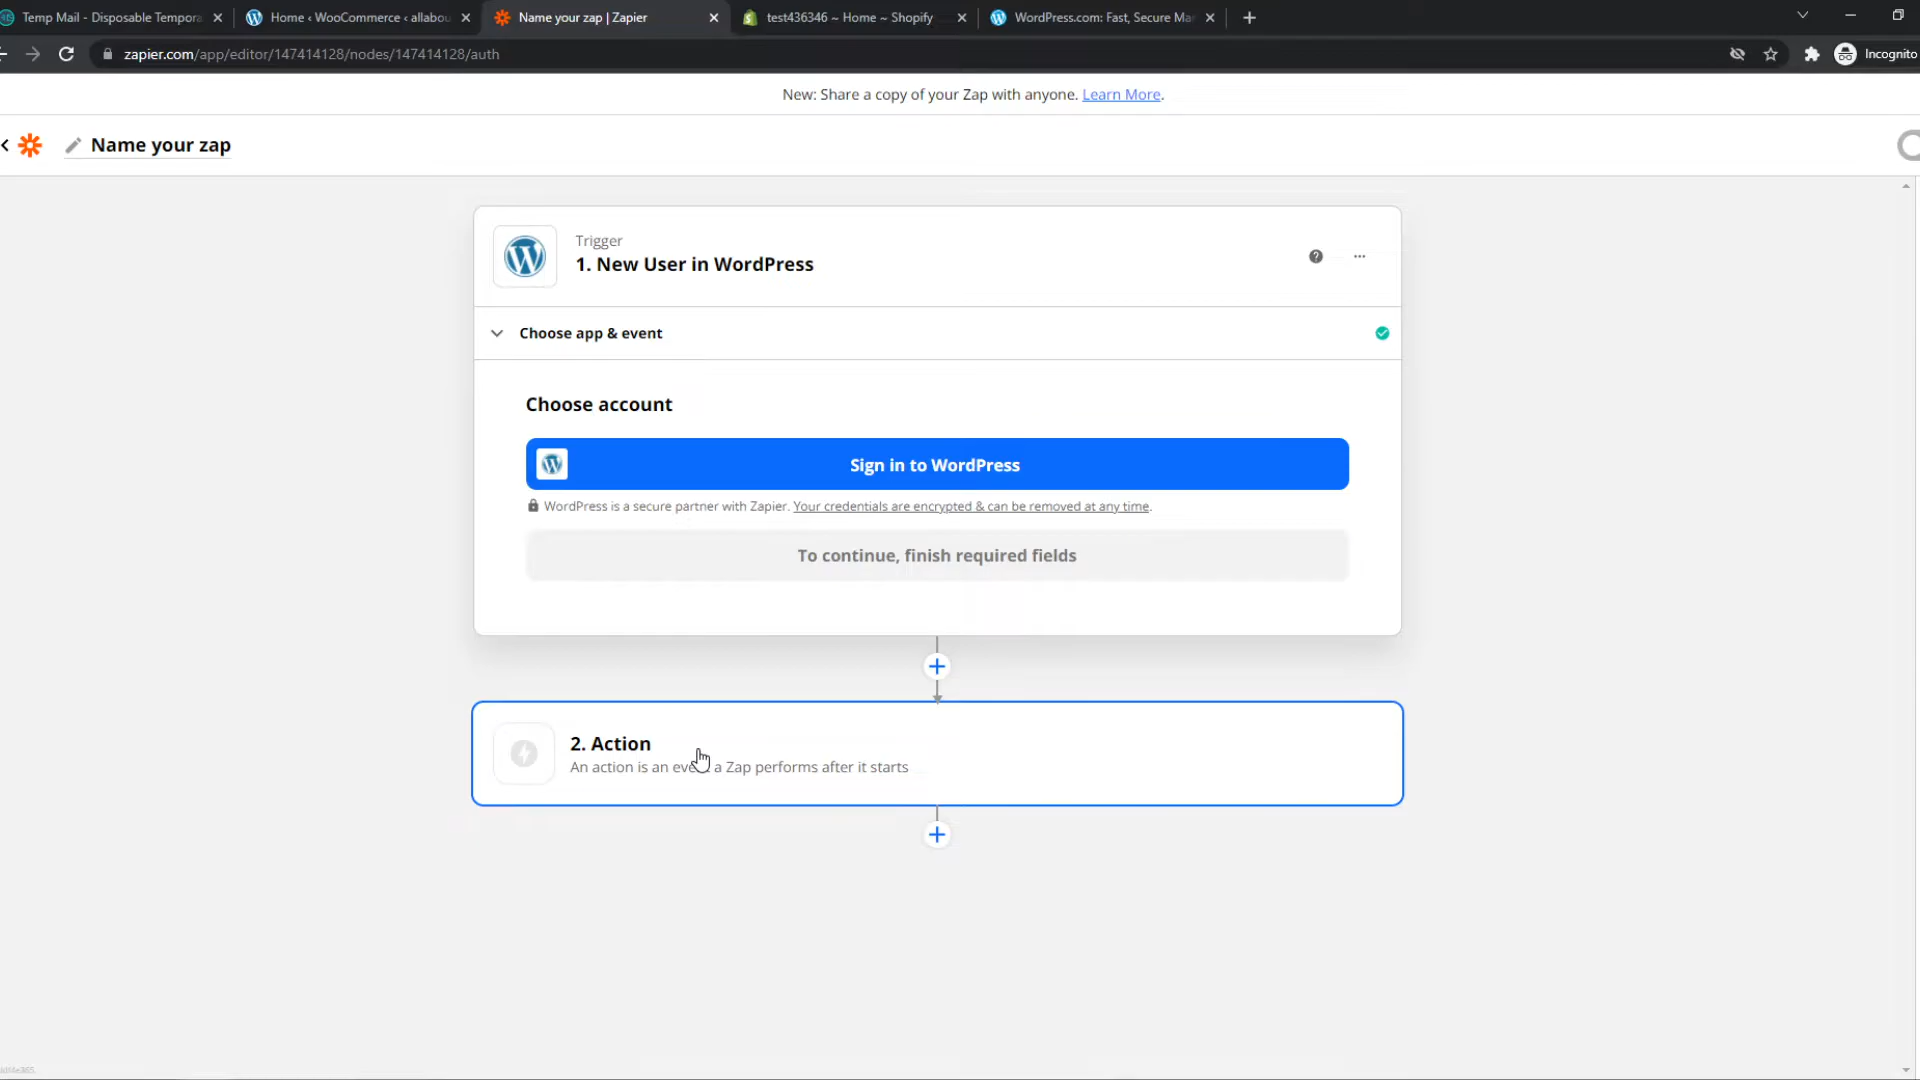 Temp Mail - Disposable Tempora
Home ‹ WooCommerce ‹ allabou
Name your zap | Zapier
test436346 ~ Home ~ Shopify
WordPress.com: Fast, Secure Ma
zapier.com/app/editor/147414128/nodes/147414128/auth
Incognito
New: Share a copy of your Zap with anyone. Learn More.
Name your zap
Trigger
1. New User in WordPress
Choose app & event
Choose account
Sign in to WordPress
WordPress is a secure partner with Zapier. Your credentials are encrypted & can be removed at any time.
To continue, finish required fields
2. Action
An action is an eve a Zap performs after it starts